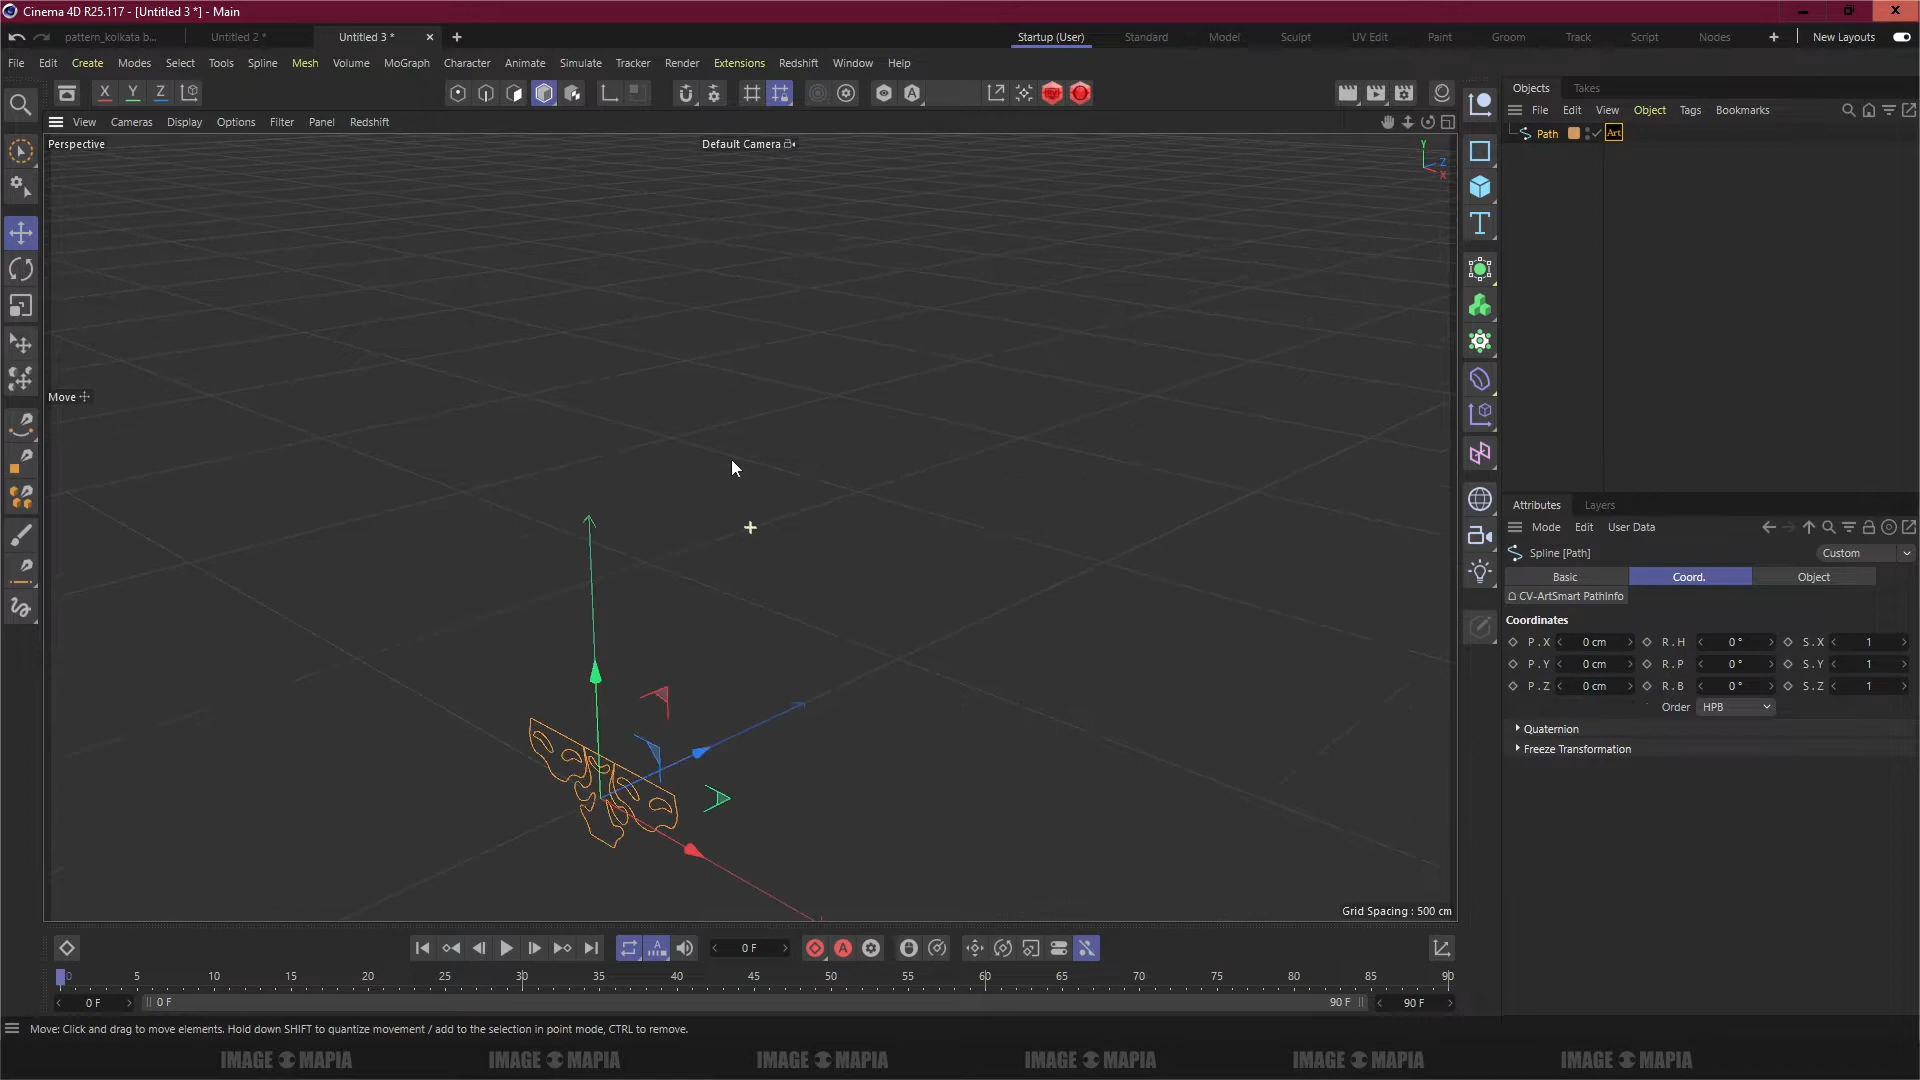 Cinema 4D R25.117 - [Untitled 3 *] - Main
pattern_kolkata b... Untitled 2 * Untitled 3 * Startup (User) Standard Model Sculpt UV Edit Paint Groom Track Script Nodes New Layouts
File Edit Create Modes Select Tools Spline Mesh Volume MoGraph Character Animate Simulate Tracker Render Extensions Redshift Window Help
X Y Z
Objects Takes
File Edit View Object Tags Bookmarks
View Cameras Display Options Filter Panel Redshift
Path Art
Perspective Default Camera
Y
Z
X
Move
Attributes Layers
Mode Edit User Data
Spline [Path] Custom
Basic Coord. Object
CV-ArtSmart PathInfo
Coordinates
P . X 0 cm R . H 0 ° S . X 1
P . Y 0 cm R . P 0 ° S . Y 1
P . Z 0 cm R . B 0 ° S . Z 1
Order HPB
Quaternion
Freeze Transformation
Grid Spacing : 500 cm
0 F
0 5 10 15 20 25 30 35 40 45 50 55 60 65 70 75 80 85 90
0 F 0 F 90 F 90 F
Move: Click and drag to move elements. Hold down SHIFT to quantize movement / add to the selection in point mode, CTRL to remove.
IMAGE MAPIA IMAGE MAPIA IMAGE MAPIA IMAGE MAPIA IMAGE MAPIA IMAGE MAPIA